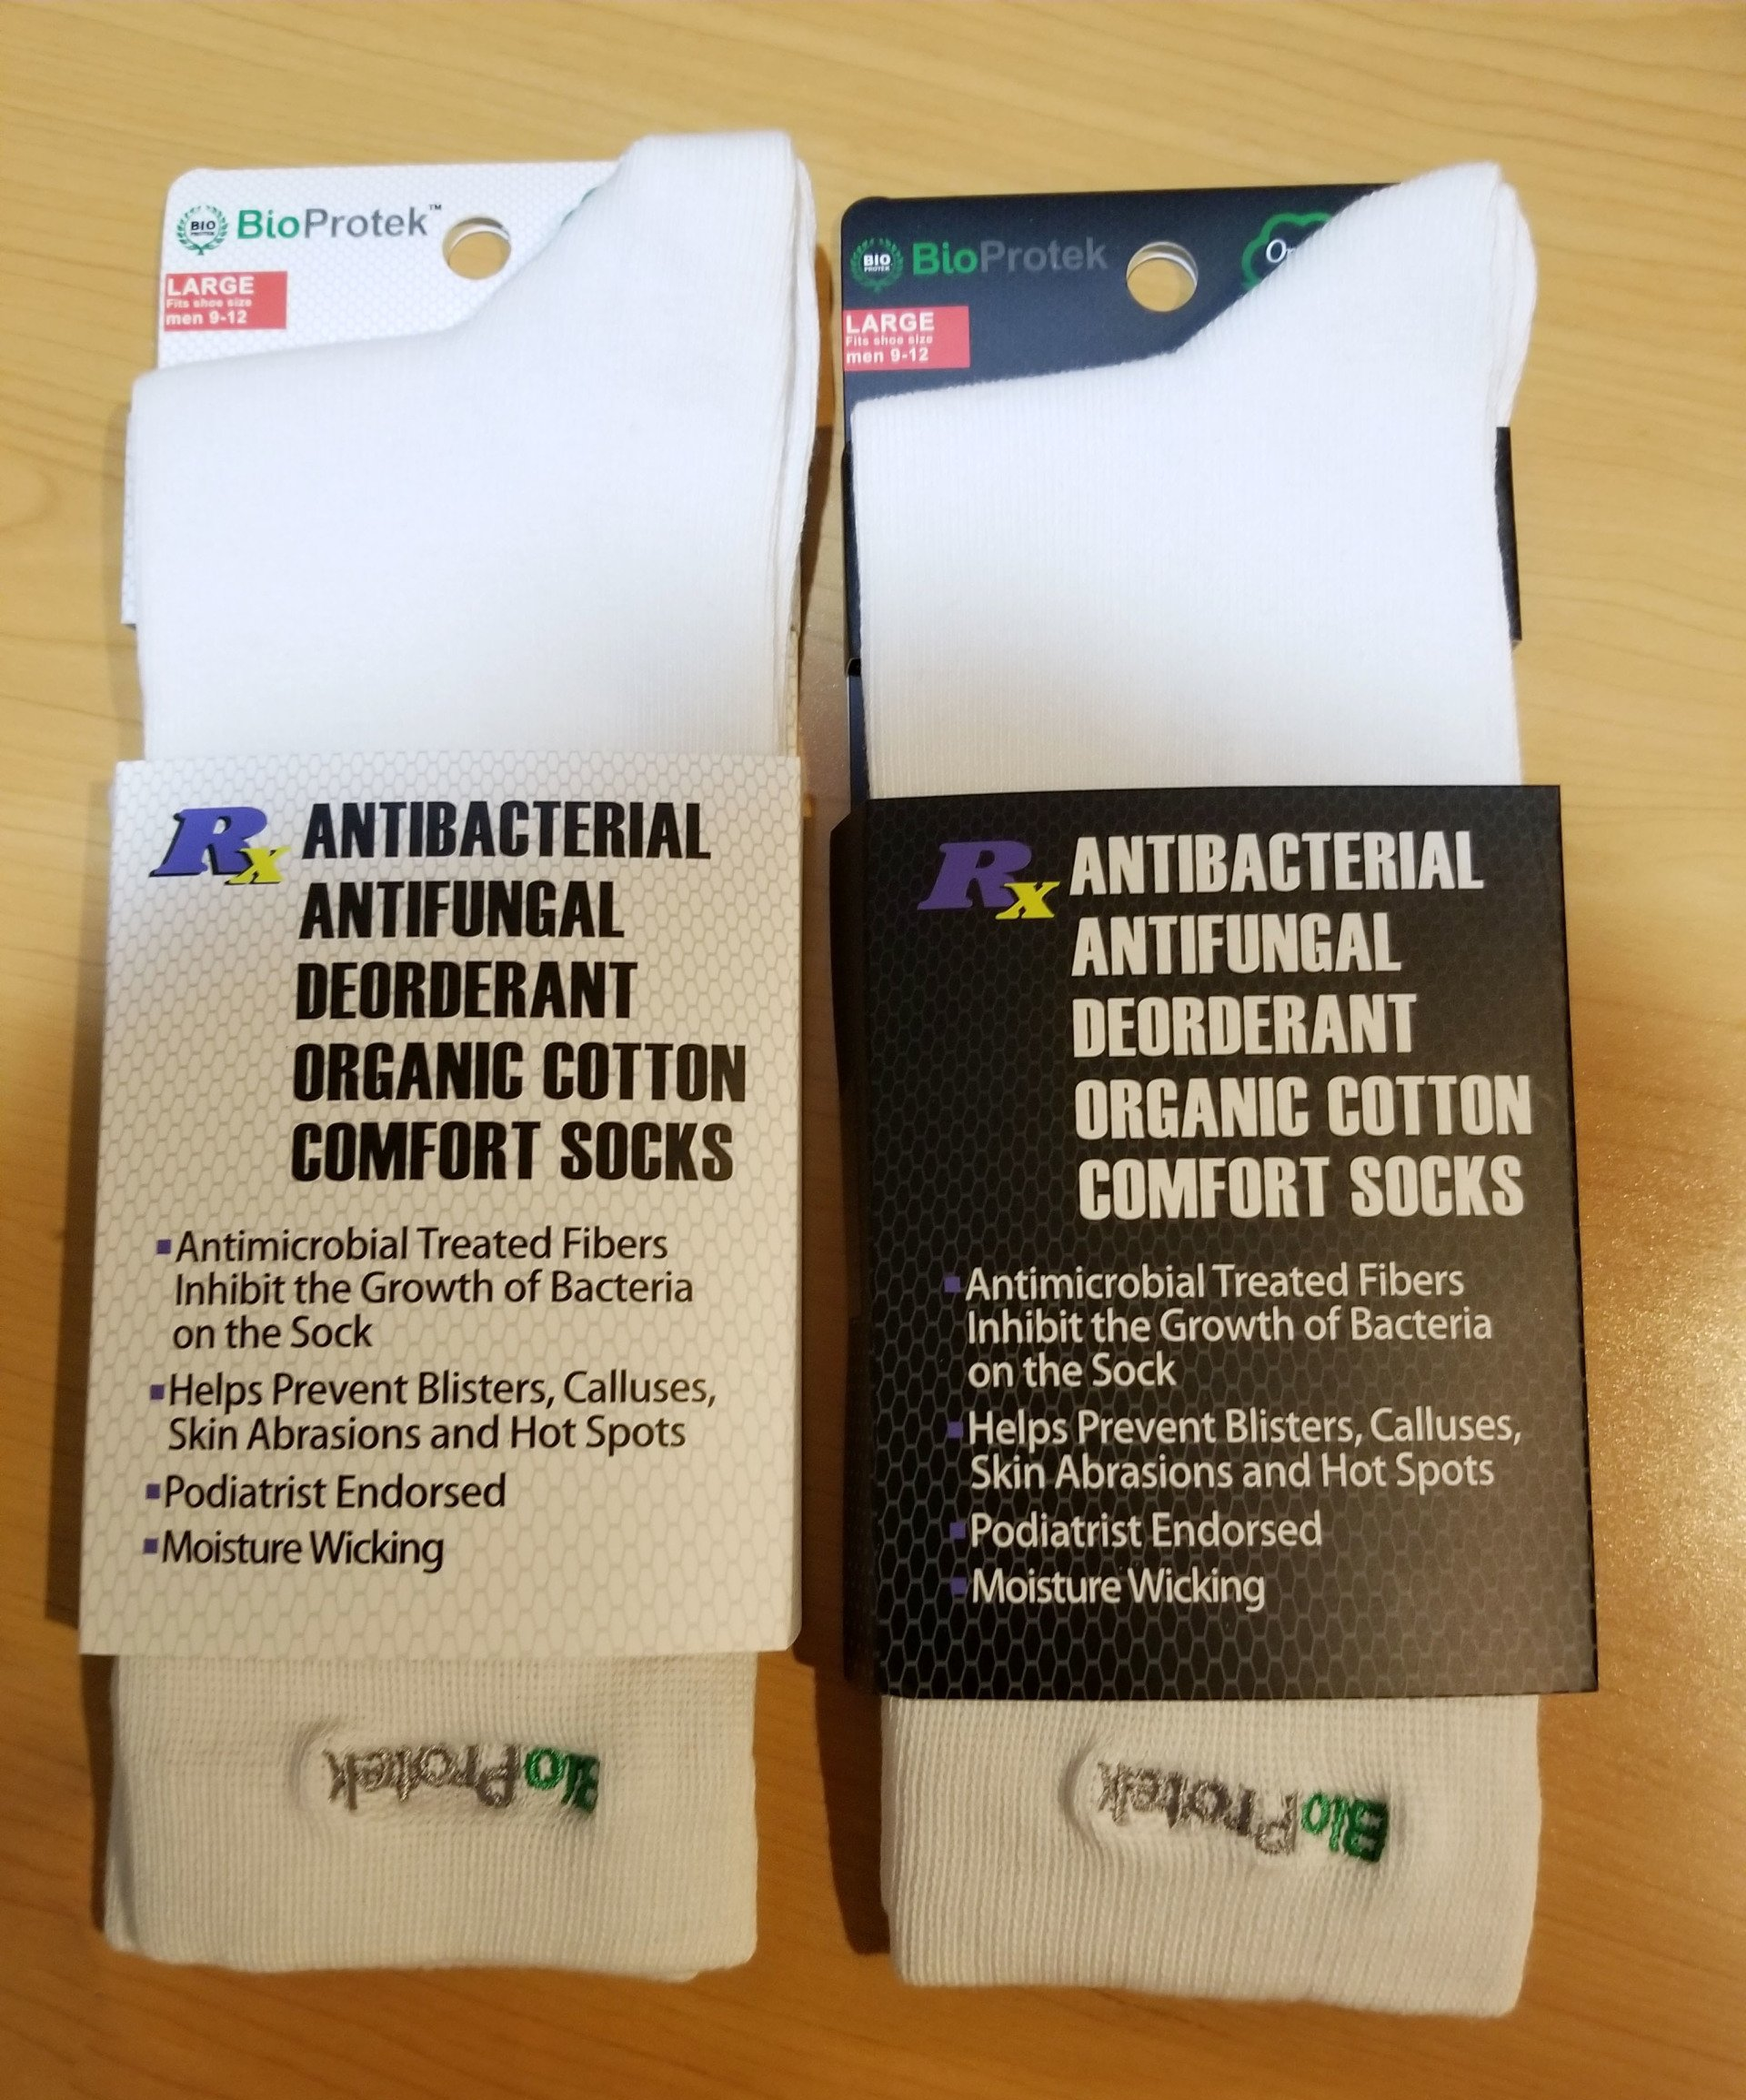 BIO
PROTEK
BioProtek™
LARGE
Fits shoe size
men 9-12
Rx ANTIBACTERIAL
ANTIFUNGAL
DEORDERANT
ORGANIC COTTON
COMFORT SOCKS
▪Antimicrobial Treated Fibers
Inhibit the Growth of Bacteria
on the Sock
▪Helps Prevent Blisters, Calluses,
Skin Abrasions and Hot Spots
▪Podiatrist Endorsed
▪Moisture Wicking
BioProtek
BIO
PROTEK
BioProtek
LARGE
Fits shoe size
men 9-12
Rx ANTIBACTERIAL
ANTIFUNGAL
DEORDERANT
ORGANIC COTTON
COMFORT SOCKS
▪Antimicrobial Treated Fibers
Inhibit the Growth of Bacteria
on the Sock
▪Helps Prevent Blisters, Calluses,
Skin Abrasions and Hot Spots
▪Podiatrist Endorsed
▪Moisture Wicking
BioProtek